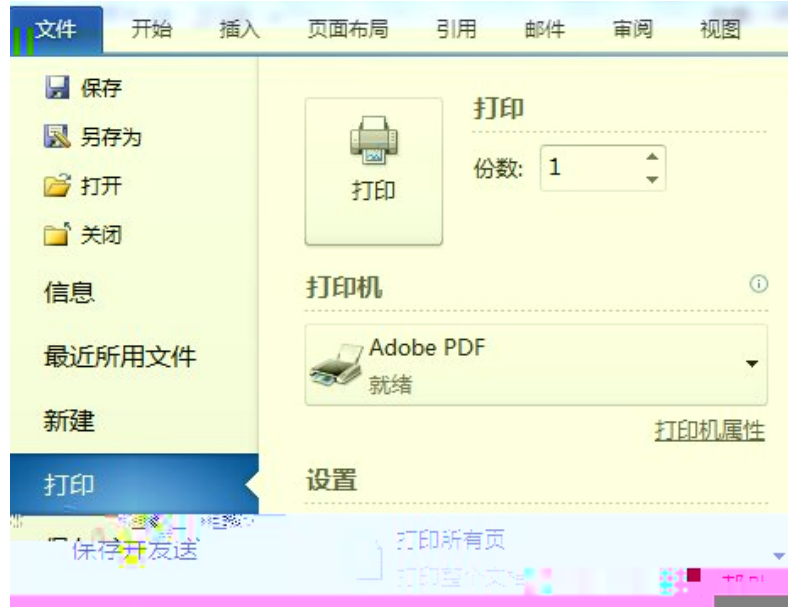 文件 开始 插入 页面布局 引用 邮件 审阅 视图
保存
另存为
打开
关闭
信息
最近所用文件
新建
打印
保存并发送
打印
打印
份数: 1
打印机
Adobe PDF
就绪
打印机属性
设置
打印所有页